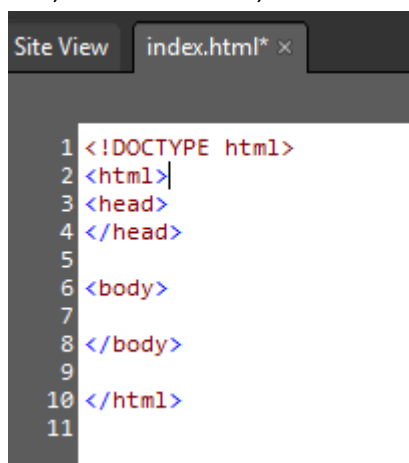 Site View index.html* ×
1 <!DOCTYPE html>
2 <html>
3 <head>
4 </head>
5
6 <body>
7
8 </body>
9
10 </html>
11